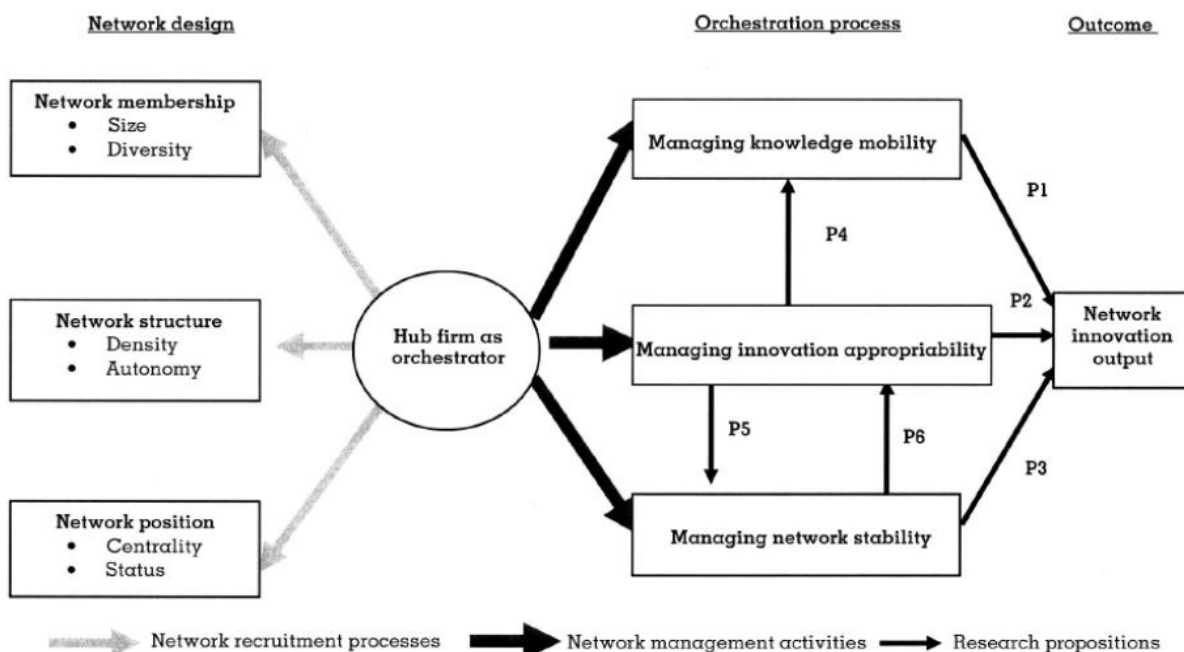 Network design
Orchestration process
Outcome
Network membership
• Size
• Diversity
Managing knowledge mobility
P1
P4
P2
Network structure
• Density
• Autonomy
Hub firm as
orchestrator
Managing innovation appropriability
Network
innovation
output
P5
P6
P3
Network position
• Centrality
• Status
Managing network stability
Network recruitment processes
Network management activities
Research propositions